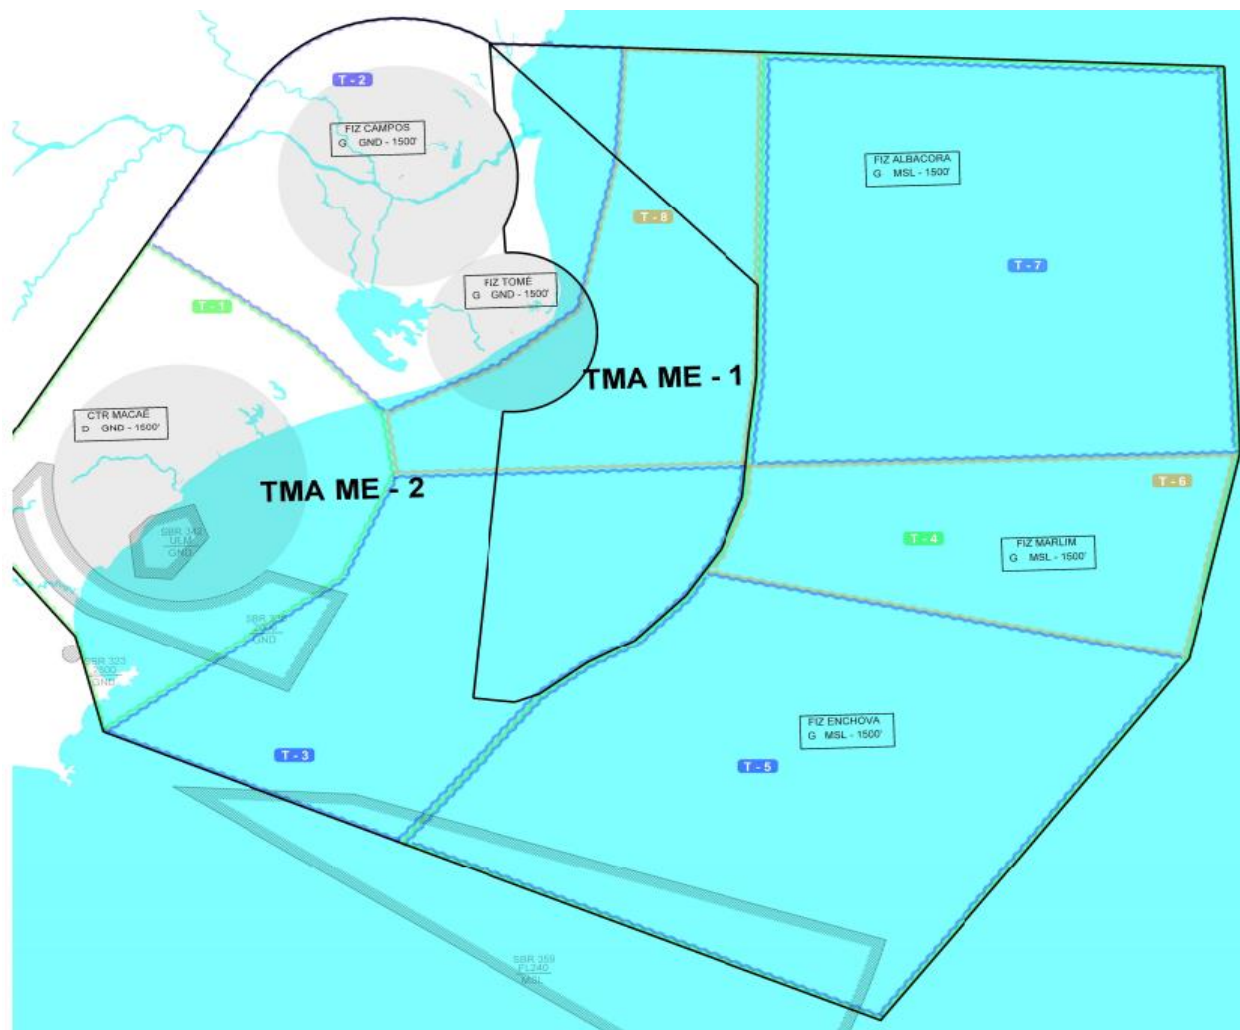 T - 2
FIZ CAMPOS
G GND - 1500'
FIZ ALBACORA
G MSL - 1500'
T - 8
T - 7
FIZ TOMÉ
G GND - 1500'
T - 1
TMA ME - 1
CTR MACAÉ
D GND - 1500'
TMA ME - 2
T - 6
SBR 342
ULM
GND
T - 4
FIZ MARLIM
G MSL - 1500'
SBR
GND
SBR 323
GND
FIZ ENCHOVA
G MSL - 1500'
T - 3
T - 5
SBR 359
FL240
MSL